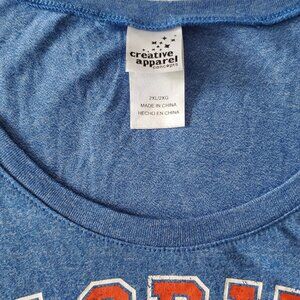 creative
apparel
concepts
2XL/2XG
MADE IN CHINA
HECHO EN CHINA